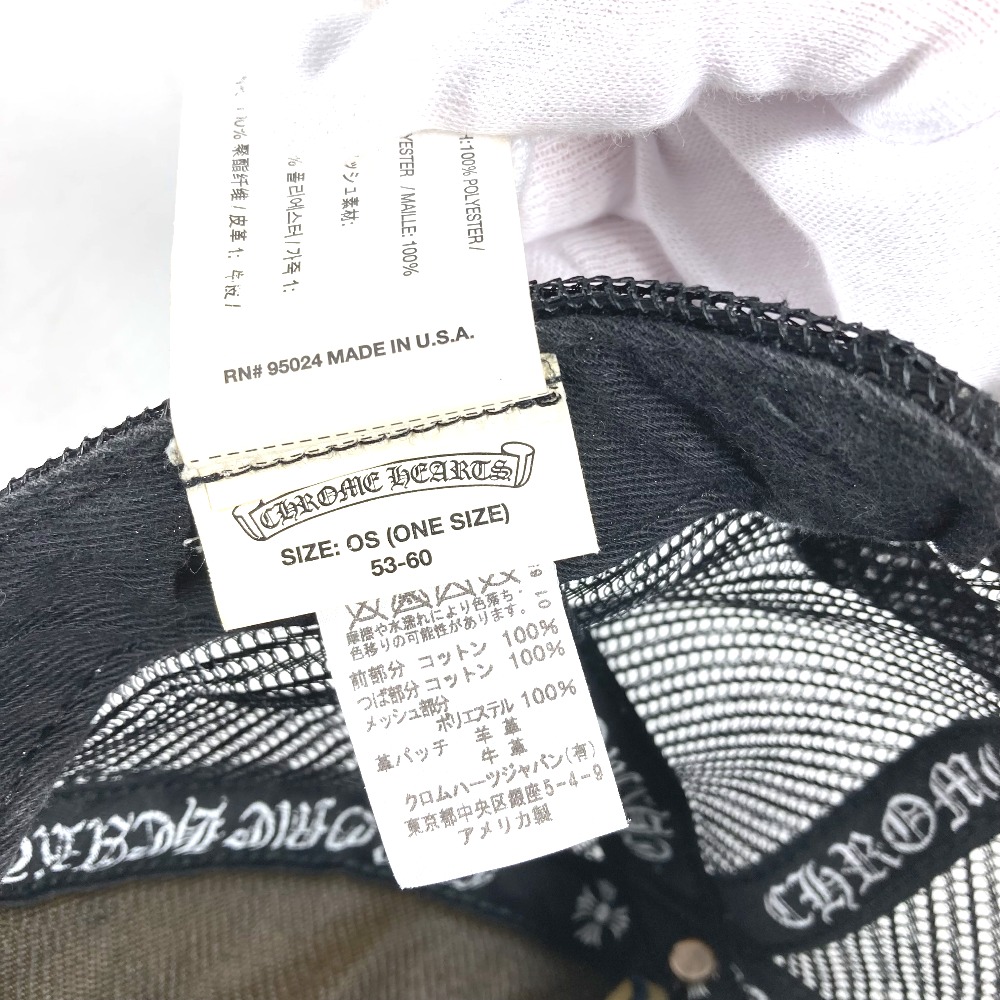 H:100% POLYESTER /
YESTER / MAILLE: 100%
ッシュ素材:
% 폴리에스터 / 가죽 1:
10% 聚酯纤维 / 皮革 1: 牛皮 /
RN# 95024 MADE IN U.S.A.
CHROME HEARTS
SIZE: OS (ONE SIZE)
53-60
摩擦や水濡れにより色落ち・
色移りの可能性があります。
前部分 コットン 100%
つば部分 コットン 100%
メッシュ部分
ポリエステル 100%
革パッチ 羊革
牛革
クロムハーツジャパン(有)
東京都中央区銀座5-4-9
アメリカ製
CHROM